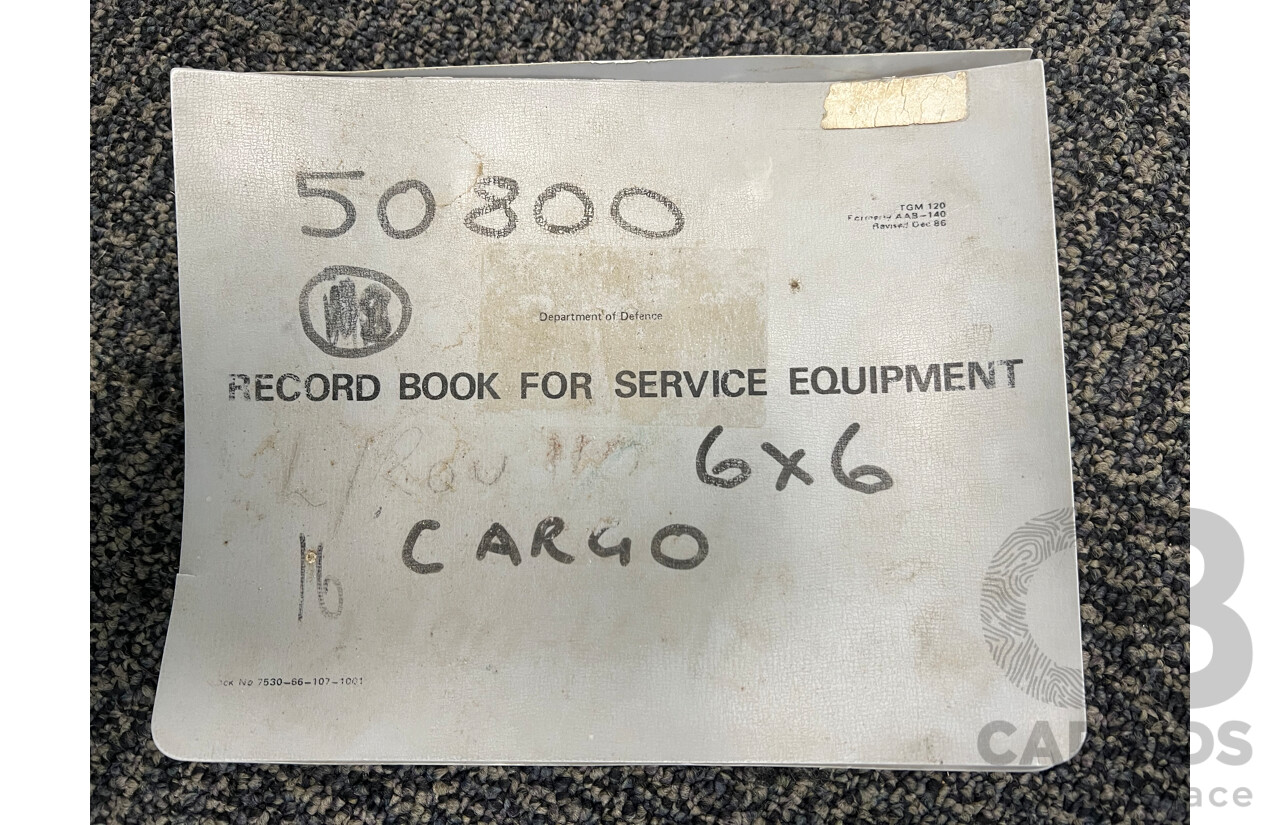 TGM 120
Formerly AAB-140
Revised Dec 86
50800
Department of Defence
RECORD BOOK FOR SERVICE EQUIPMENT
6x6
CARGO
16
No 7530-66-107-1001